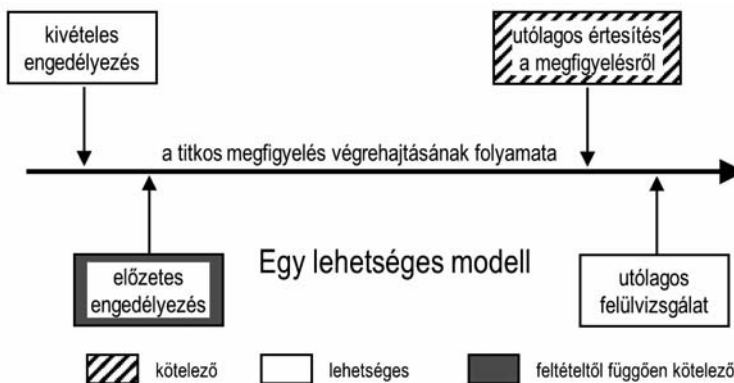 kivételes
engedélyezés
utólagos értesítés
a megfigyelésről
a titkos megfigyelés végrehajtásának folyamata
előzetes
engedélyezés
Egy lehetséges modell
utólagos
felülvizsgálat
kötelező
lehetséges
feltételtől függően kötelező